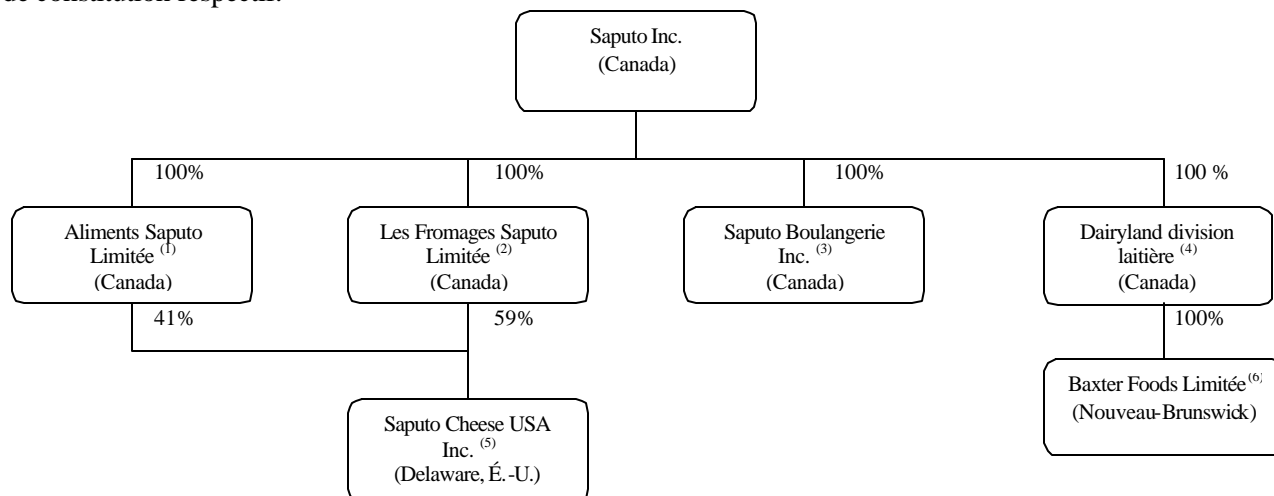 de constitution respectif.
Saputo Inc.
(Canada)
100%
100%
100%
100 %
Aliments Saputo
Limitée (1)
(Canada)
Les Fromages Saputo
Limitée (2)
(Canada)
Saputo Boulangerie
Inc. (3)
(Canada)
Dairyland division
laitière (4)
(Canada)
41%
59%
100%
Baxter Foods Limitée (6)
(Nouveau-Brunswick)
Saputo Cheese USA
Inc. (5)
(Delaware, É.-U.)